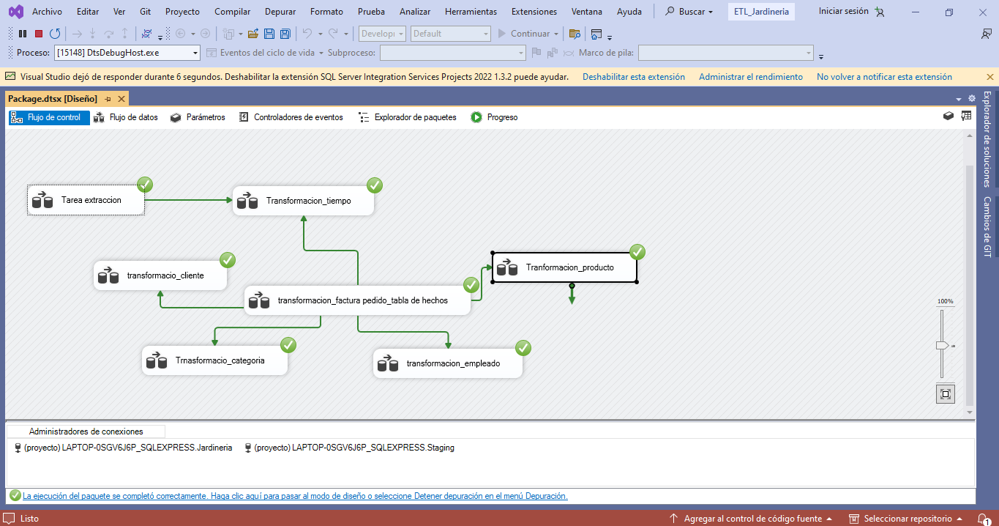 Archivo Editar Ver Git Proyecto Compilar Depurar Formato Prueba Analizar Herramientas Extensiones Ventana Ayuda Buscar ETL_Jardineria Iniciar sesión
Develop Default Continuar
Proceso: [15148] DtsDebugHost.exe Eventos del ciclo de vida Subproceso: Marco de pila:
Visual Studio dejó de responder durante 6 segundos. Deshabilitar la extensión SQL Server Integration Services Projects 2022 1.3.2 puede ayudar. Deshabilitar esta extensión Administrar el rendimiento No volver a notificar esta extensión
Package.dtsx [Diseño]
Flujo de control Flujo de datos Parámetros Controladores de eventos Explorador de paquetes Progreso
Explorador de soluciones
Cambios de GIT
Tarea extraccion
Transformacion_tiempo
Tranformacion_producto
transformacio_cliente
transformacion_factura pedido_tabla de hechos
Trnasformacio_categoria
transformacion_empleado
100%
Administradores de conexiones
(proyecto) LAPTOP-0SGV6J6P_SQLEXPRESS.Jardineria (proyecto) LAPTOP-0SGV6J6P_SQLEXPRESS.Staging
La ejecución del paquete se completó correctamente. Haga clic aquí para pasar al modo de diseño o seleccione Detener depuración en el menú Depuración.
Listo Agregar al control de código fuente Seleccionar repositorio 1